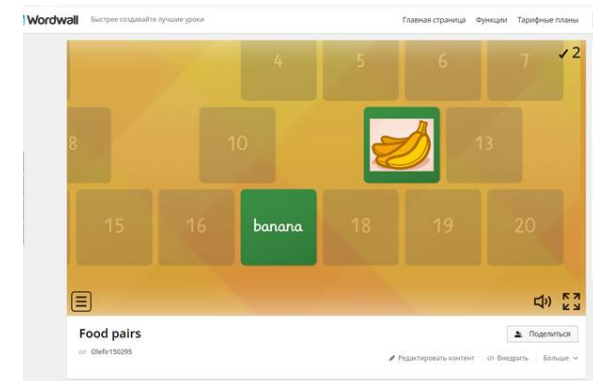 Wordwall Быстрее создавайте лучшие уроки Главная страница Функции Тарифные планы
4 5 6 7 ✓ 2
8 10 13
15 16 banana 18 19 20
Food pairs
Поделиться
от Olefir150295
Редактировать контент </> Внедрить Больше